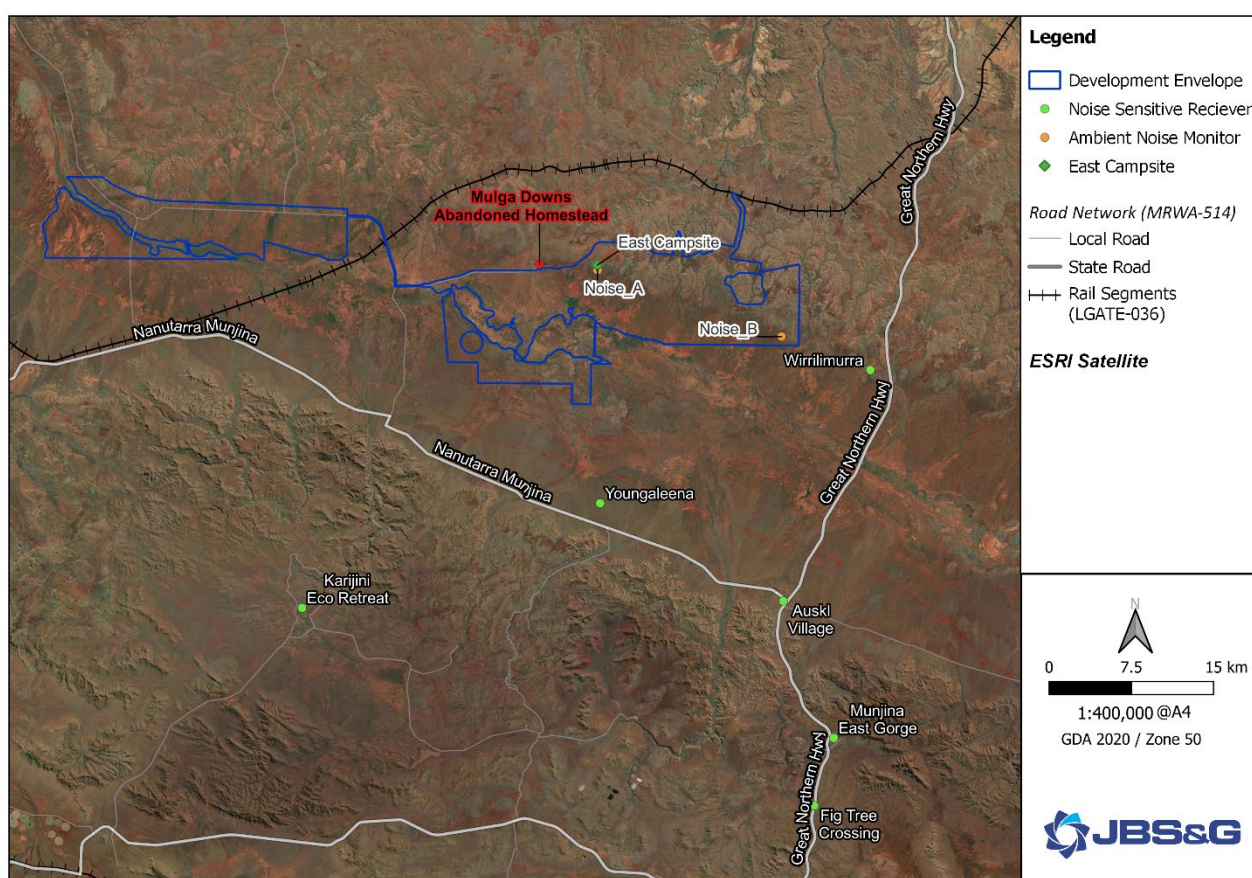 Great Northern Hwy
Mulga Downs
Abandoned Homestead
East Campsite
Noise_A
Noise_B
Nanutarra Munjina
Wirrilimurra
Great Northern Hwy
Nanutarra Munjina
Youngaleena
Karijini
Eco Retreat
Auskl
Village
Munjina
East Gorge
Great Northern Hwy
Fig Tree
Crossing
Legend
Development Envelope
Noise Sensitive Reciever
Ambient Noise Monitor
East Campsite
Road Network (MRWA-514)
Local Road
State Road
Rail Segments
(LGATE-036)
ESRI Satellite
N
0 7.5 15 km
1:400,000 @A4
GDA 2020 / Zone 50
JBS&G